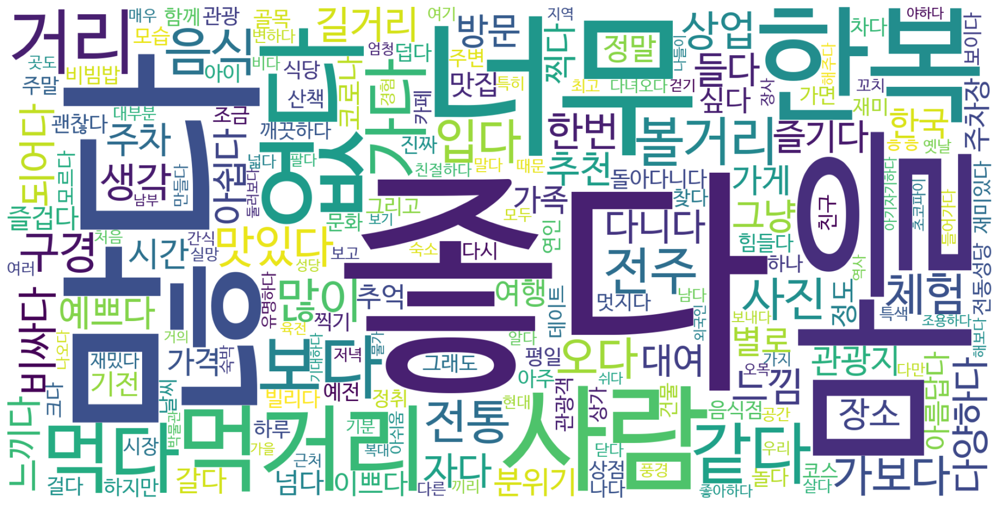 거리
매우
함께
관광
골목
길거리
여기
방문
지역
상업
한복
차다
야하다
보이다
모습
음식
변하다
엄청
덥다
주변
찍다
너무
정말
나들이
들다
해주다
곳도
주말
비빔밥
아이
노다
비다
식당
코로나
맛집
특히
최고
다녀오다
걷기
싶다
장사
가면
꼬치
재미
주차장
산책
경험
카페
되어다
괜찮다
대부분
주차
조금
아쉽다
깨끗하다
없다
가다
진짜
입다
한번
볼거리
즐기다
한국
ㅎㅎ
옛날
모르다
생각
남부
만들다
둘러보다
넓다
팔다
친절하다
말다
때문
추천
돌아다니다
가게
아기자기하다
초코파이
들어가다
재미있다
즐겁다
처음
구경
시간
간식
실망
맛있다
문화
그리고
보기
모두
가족
찾다
다니다
그냥
친구
마을
좋다
여러
성당
보고
숙소
다시
연인
전주
힘들다
하나
역사
전동성당
비싸다
예쁘다
많이
유명하다
추억
찍기
여행
데이트
멋지다
남다
외국인
사진
정도
체험
특색
조용하다
해보다
보내다
별로
거의
나오다
육전
알다
재밌다
기전
가격
숙박
보다
기대하다
저녁
물가
그래도
평일
오다
대여
느낌
오목
가지
관광지
다만
크다
날씨
빌리다
예전
정취
아주
쉬다
현대
관광객
상가
건물
음식점
공간
장소
아름답다
다양하다
느끼다
먹다
시장
박물관
먹거리
하루
가을
기분
아쉬움
전통
사람
닫다
같다
우리
걸다
하지만
갈다
근처
넘다
이쁘다
복대
다른
자다
끼리
분위기
상점
나다
풍경
좋아하다
놀다
코스
살다
가보다